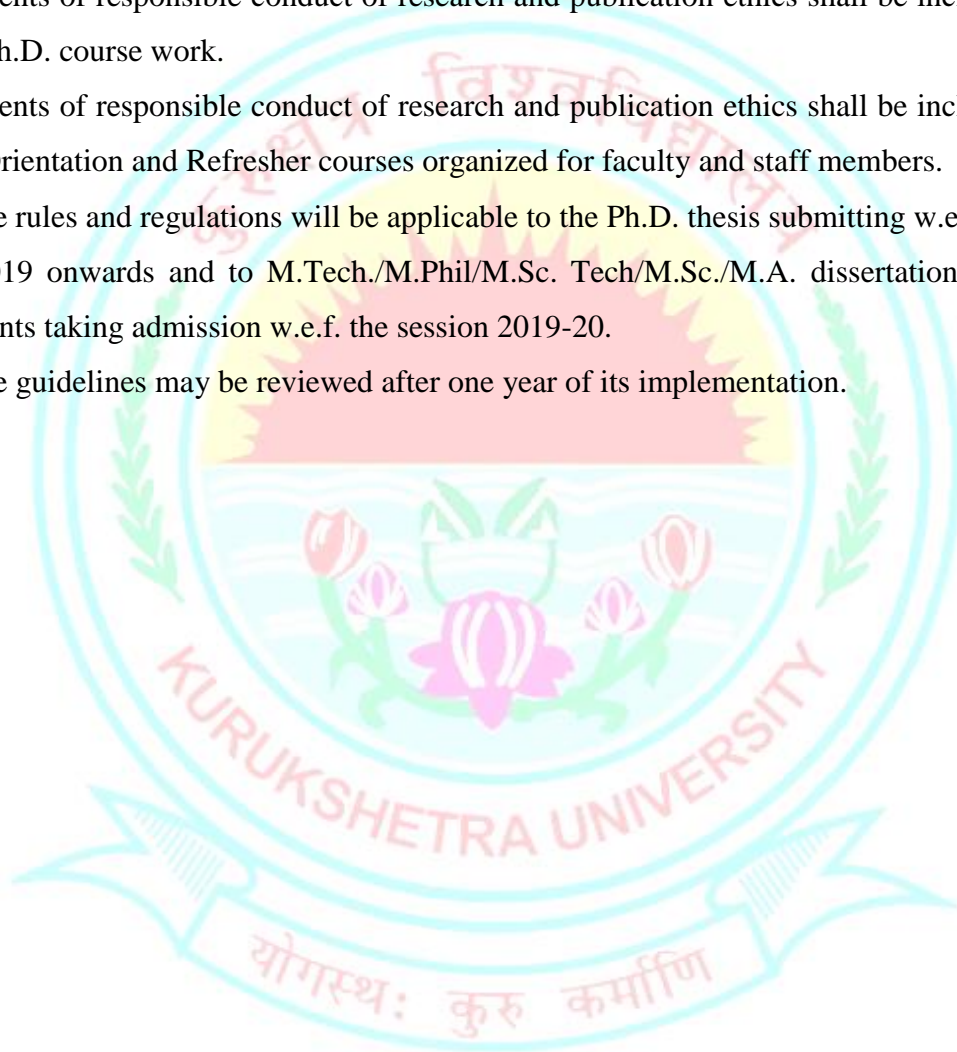 ents of responsible conduct of research and publication ethics shall be incl
h.D. course work.
ents of responsible conduct of research and publication ethics shall be incl
Orientation and Refresher courses organized for faculty and staff members.
e rules and regulations will be applicable to the Ph.D. thesis submitting w.e
019 onwards and to M.Tech./M.Phil/M.Sc. Tech/M.Sc./M.A. dissertation
nts taking admission w.e.f. the session 2019-20.
e guidelines may be reviewed after one year of its implementation.
कुरुक्षेत्र विश्वविद्यालय
KURUKSHETRA UNIVERSITY
योगस्थ: कुरु कर्माणि